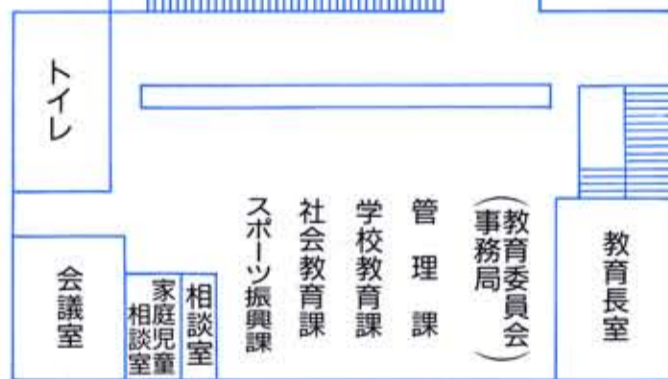 教育長室
(教育委員会
事務局)
管理課
学校教育課
社会教育課
スポーツ振興課
相談室
家庭児童
相談室
トイレ
会議室